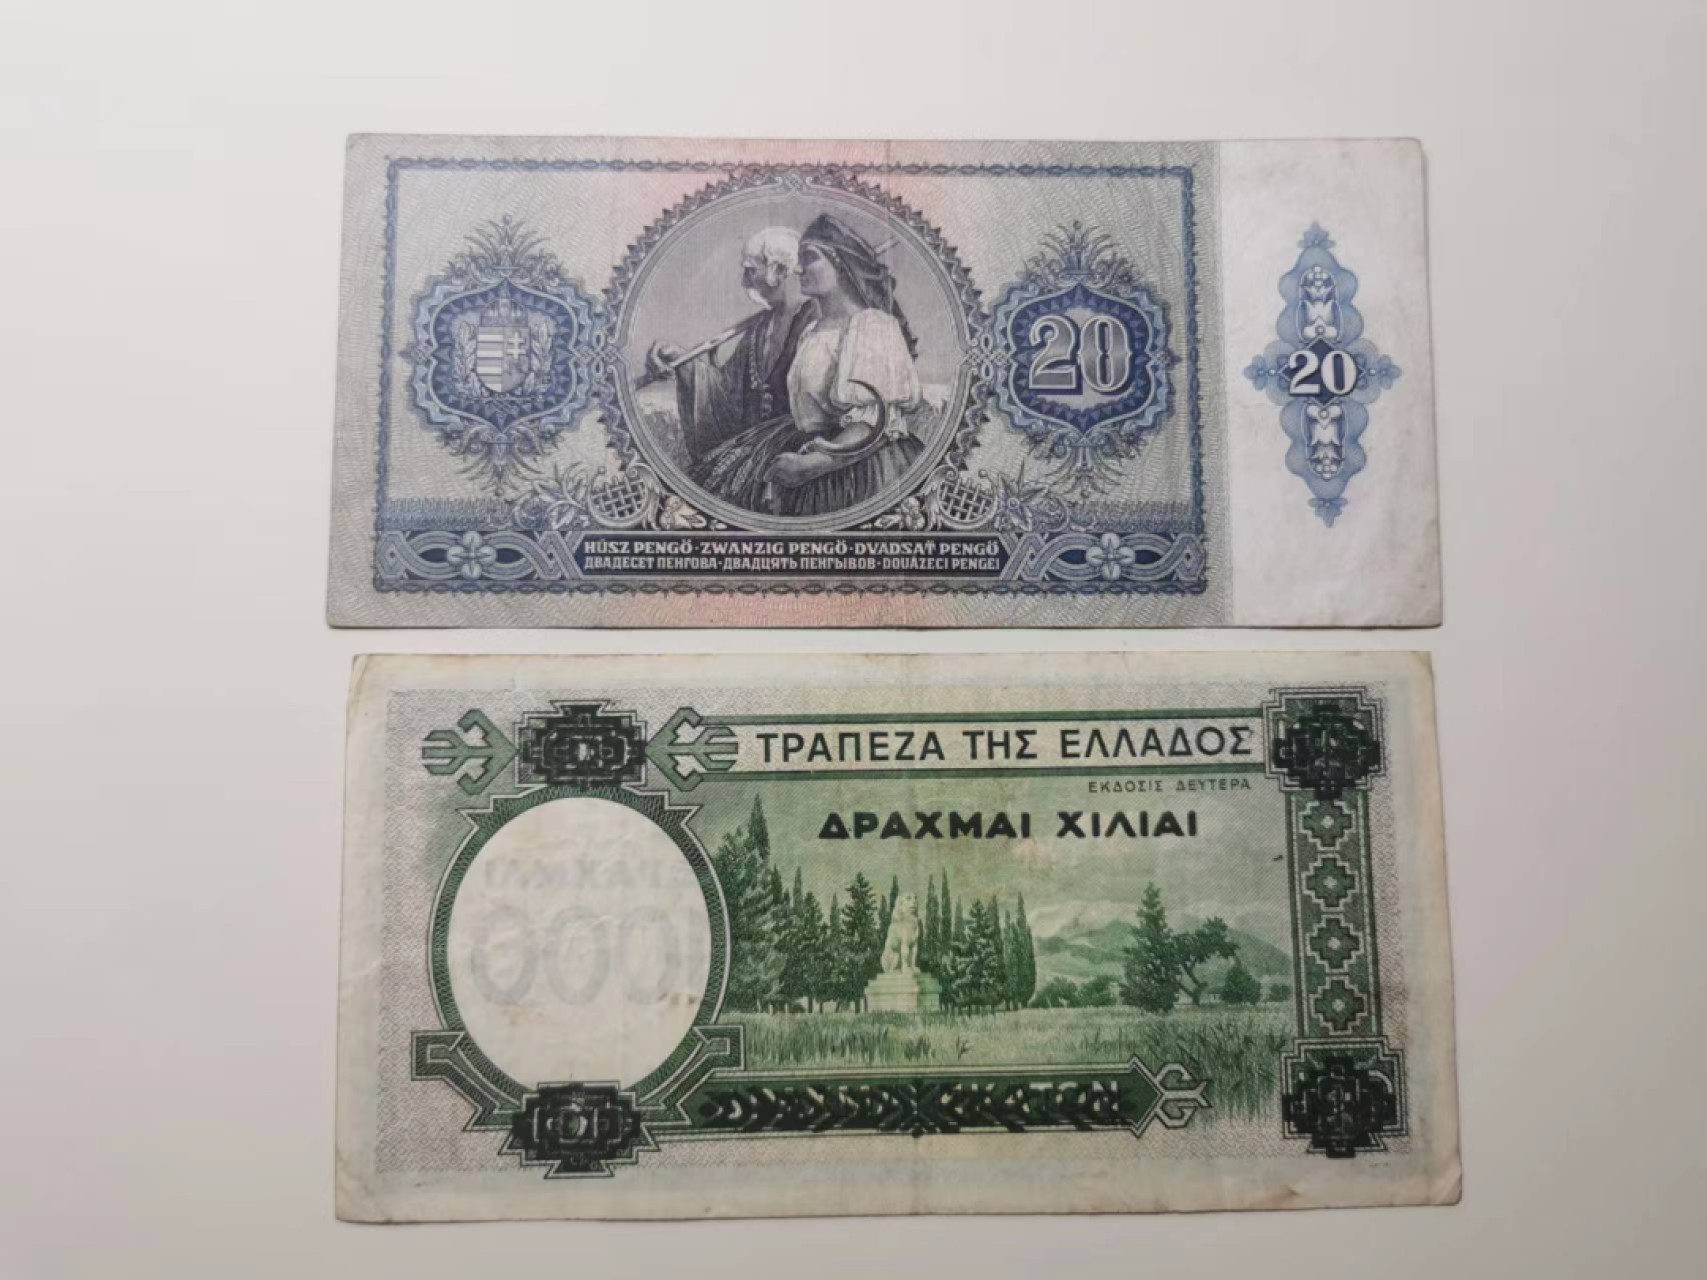 20
20
HÚSZ PENGŐ · ZWANZIG PENGÖ · DVADSAŤ PENGÖ
ДВАДЕСЕТ ПЕНГОВА · ДВАДЦЯТЬ ПЕНГЫВОВ · DOUĂZECI PENGEI
ΤΡΑΠΕΖΑ ΤΗΣ ΕΛΛΑΔΟΣ
ΕΚΔΟΣΙΣ ΔΕΥΤΕΡΑ
ΔΡΑΧΜΑΙ ΧΙΛΙΑΙ